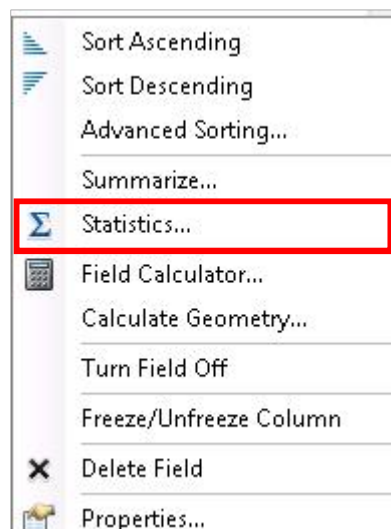 Sort Ascending
Sort Descending
Advanced Sorting...
Summarize...
Statistics...
Field Calculator...
Calculate Geometry...
Turn Field Off
Freeze/Unfreeze Column
Delete Field
Properties...